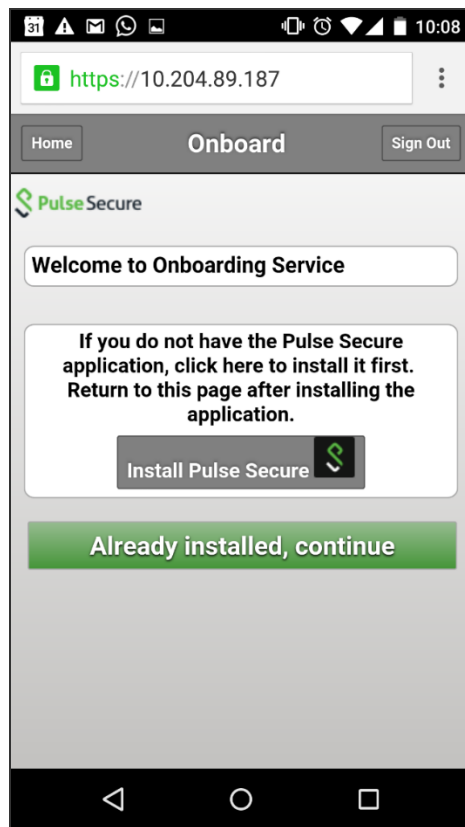 31 10:08
https://10.204.89.187
Home Onboard Sign Out
Pulse Secure
Welcome to Onboarding Service
If you do not have the Pulse Secure
application, click here to install it first.
Return to this page after installing the
application.
Install Pulse Secure
Already installed, continue